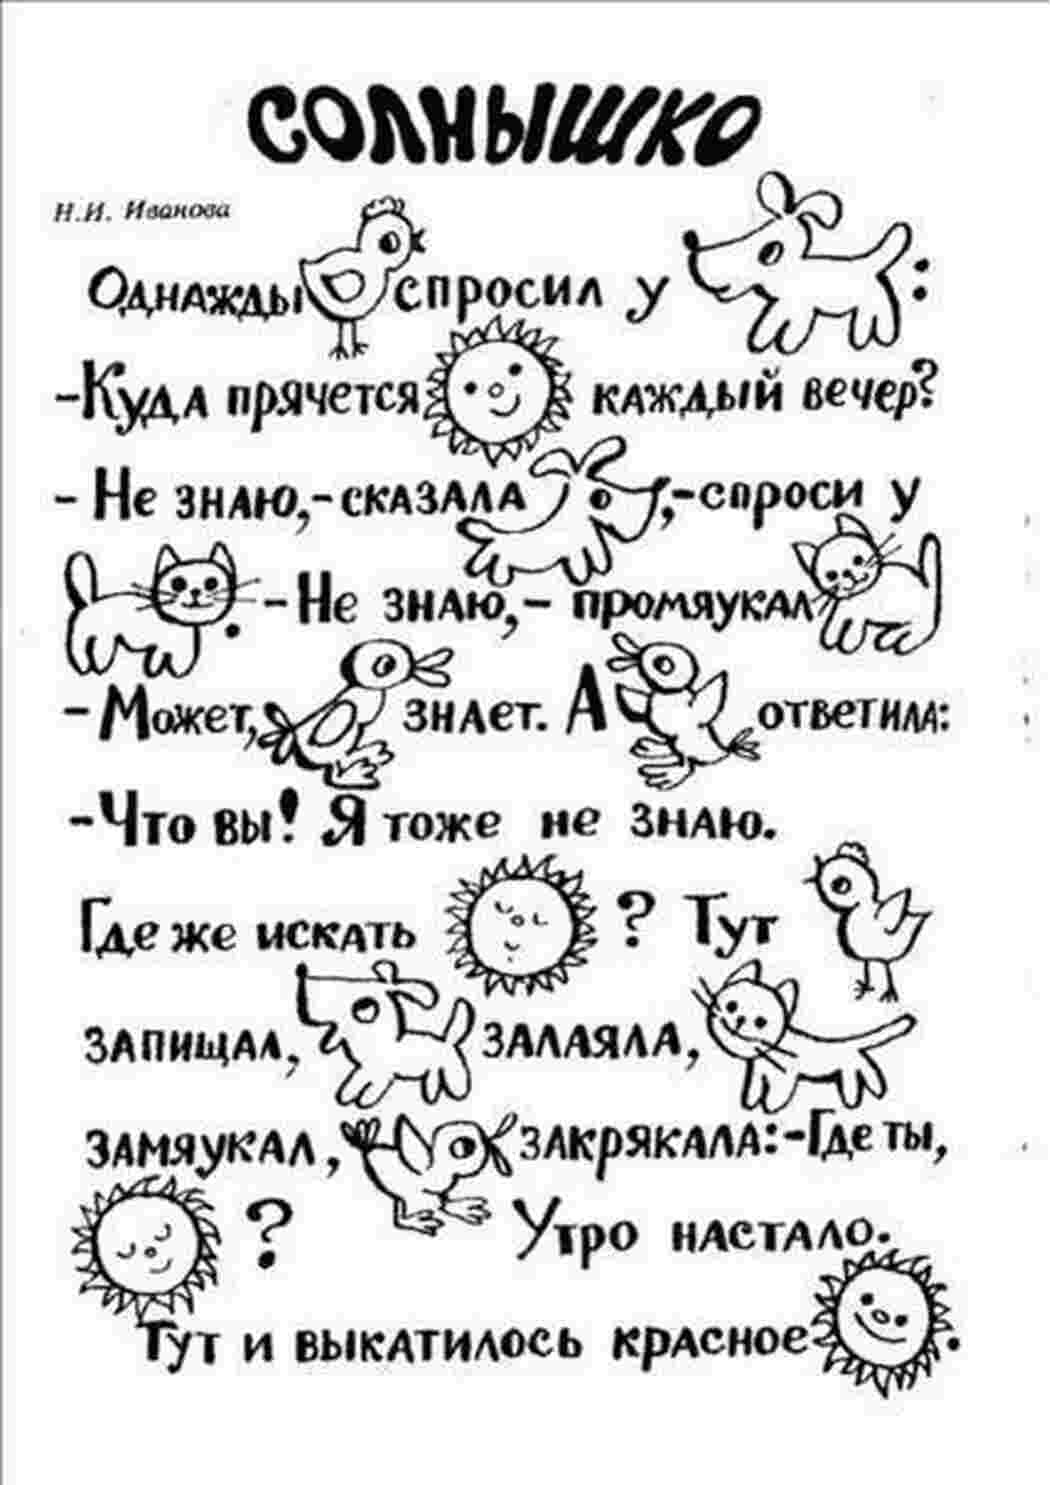 СОЛНЫШКО
Н.И. Иванова
Однажды спросил у :
-Куда прячется каждый вечер?
- Не знаю,-сказала ,-спроси у
. -Не знаю,- промяукал
-Может, знает. А ответила:
-Что вы! Я тоже не знаю.
Где же искать ? Тут
запищал, залаяла,
замяукал, закрякала:-Где ты,
? Утро настало.
Тут и выкатилось красное .